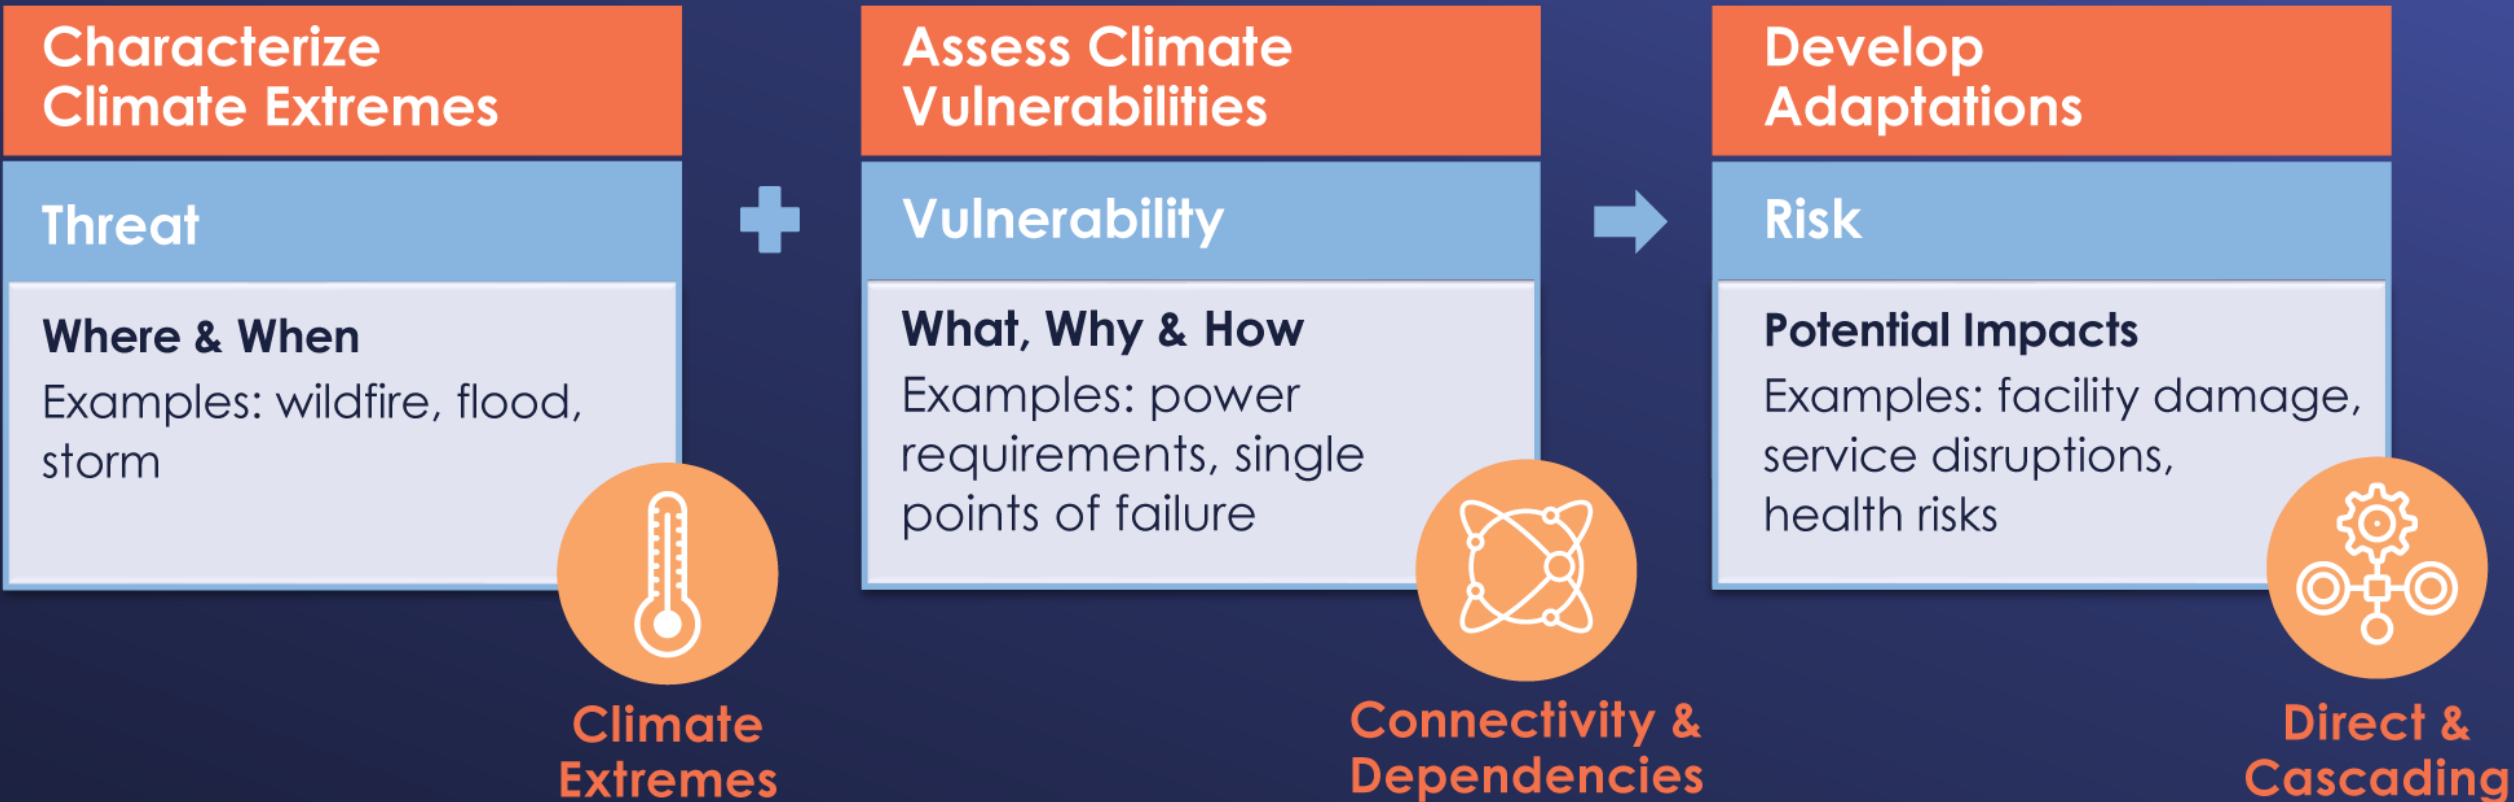 Characterize
Climate Extremes
Threat
Where & When
Examples: wildfire, flood,
storm
Climate
Extremes
Assess Climate
Vulnerabilities
Vulnerability
What, Why & How
Examples: power
requirements, single
points of failure
Connectivity &
Dependencies
Develop
Adaptations
Risk
Potential Impacts
Examples: facility damage,
service disruptions,
health risks
Direct &
Cascading